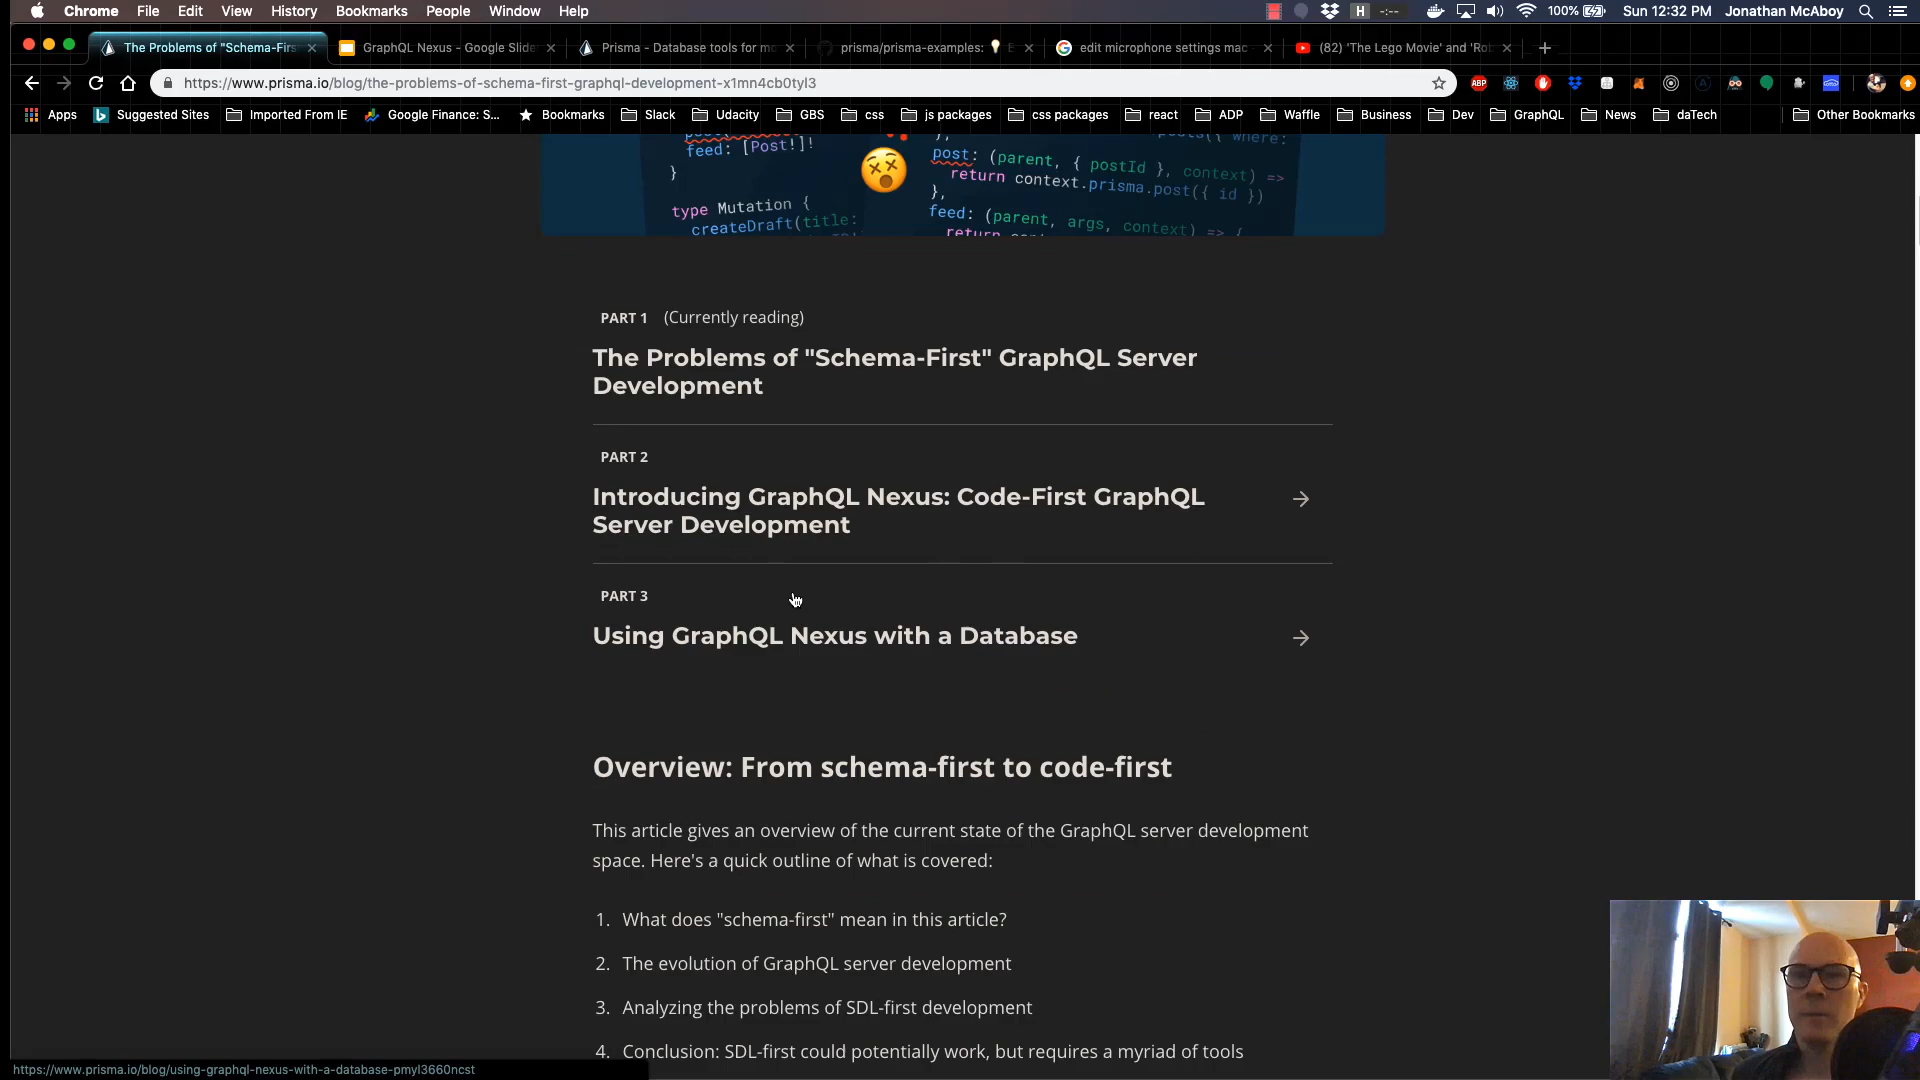 Chrome File Edit View History Bookmarks People Window Help
H -:-- 100% Sun 12:32 PM Jonathan McAboy
The Problems of "Schema-Firs
GraphQL Nexus - Google Slide
Prisma - Database tools for mo
prisma/prisma-examples:
edit microphone settings mac
(82) 'The Lego Movie' and 'Rob
https://www.prisma.io/blog/the-problems-of-schema-first-graphql-development-x1mn4cb0tyl3
ABP
Apps Suggested Sites Imported From IE Google Finance: S... Bookmarks Slack Udacity GBS css js packages css packages react ADP Waffle Business Dev GraphQL News daTech Other Bookmarks
feed: [Post!]!
}
type Mutation {
createDraft(title:
posts({ where:
},
post: (parent, { postId }, context) =>
return context.prisma.post({ id })
},
feed: (parent, args, context) => {
PART 1 (Currently reading)
The Problems of "Schema-First" GraphQL Server
Development
PART 2
Introducing GraphQL Nexus: Code-First GraphQL
Server Development
PART 3
Using GraphQL Nexus with a Database
Overview: From schema-first to code-first
This article gives an overview of the current state of the GraphQL server development
space. Here's a quick outline of what is covered:
1. What does "schema-first" mean in this article?
2. The evolution of GraphQL server development
3. Analyzing the problems of SDL-first development
4. Conclusion: SDL-first could potentially work, but requires a myriad of tools
https://www.prisma.io/blog/using-graphql-nexus-with-a-database-pmyl3660ncst